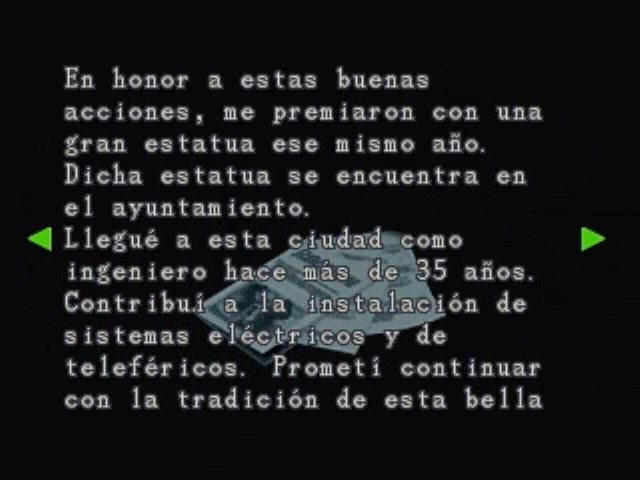 En honor a estas buenas
acciones, me premiaron con una
gran estatua ese mismo año.
Dicha estatua se encuentra en
el ayuntamiento.
Llegué a esta ciudad como
ingeniero hace más de 35 años.
Contribuí a la instalación de
sistemas eléctricos y de
teleféricos. Prometí continuar
con la tradición de esta bella